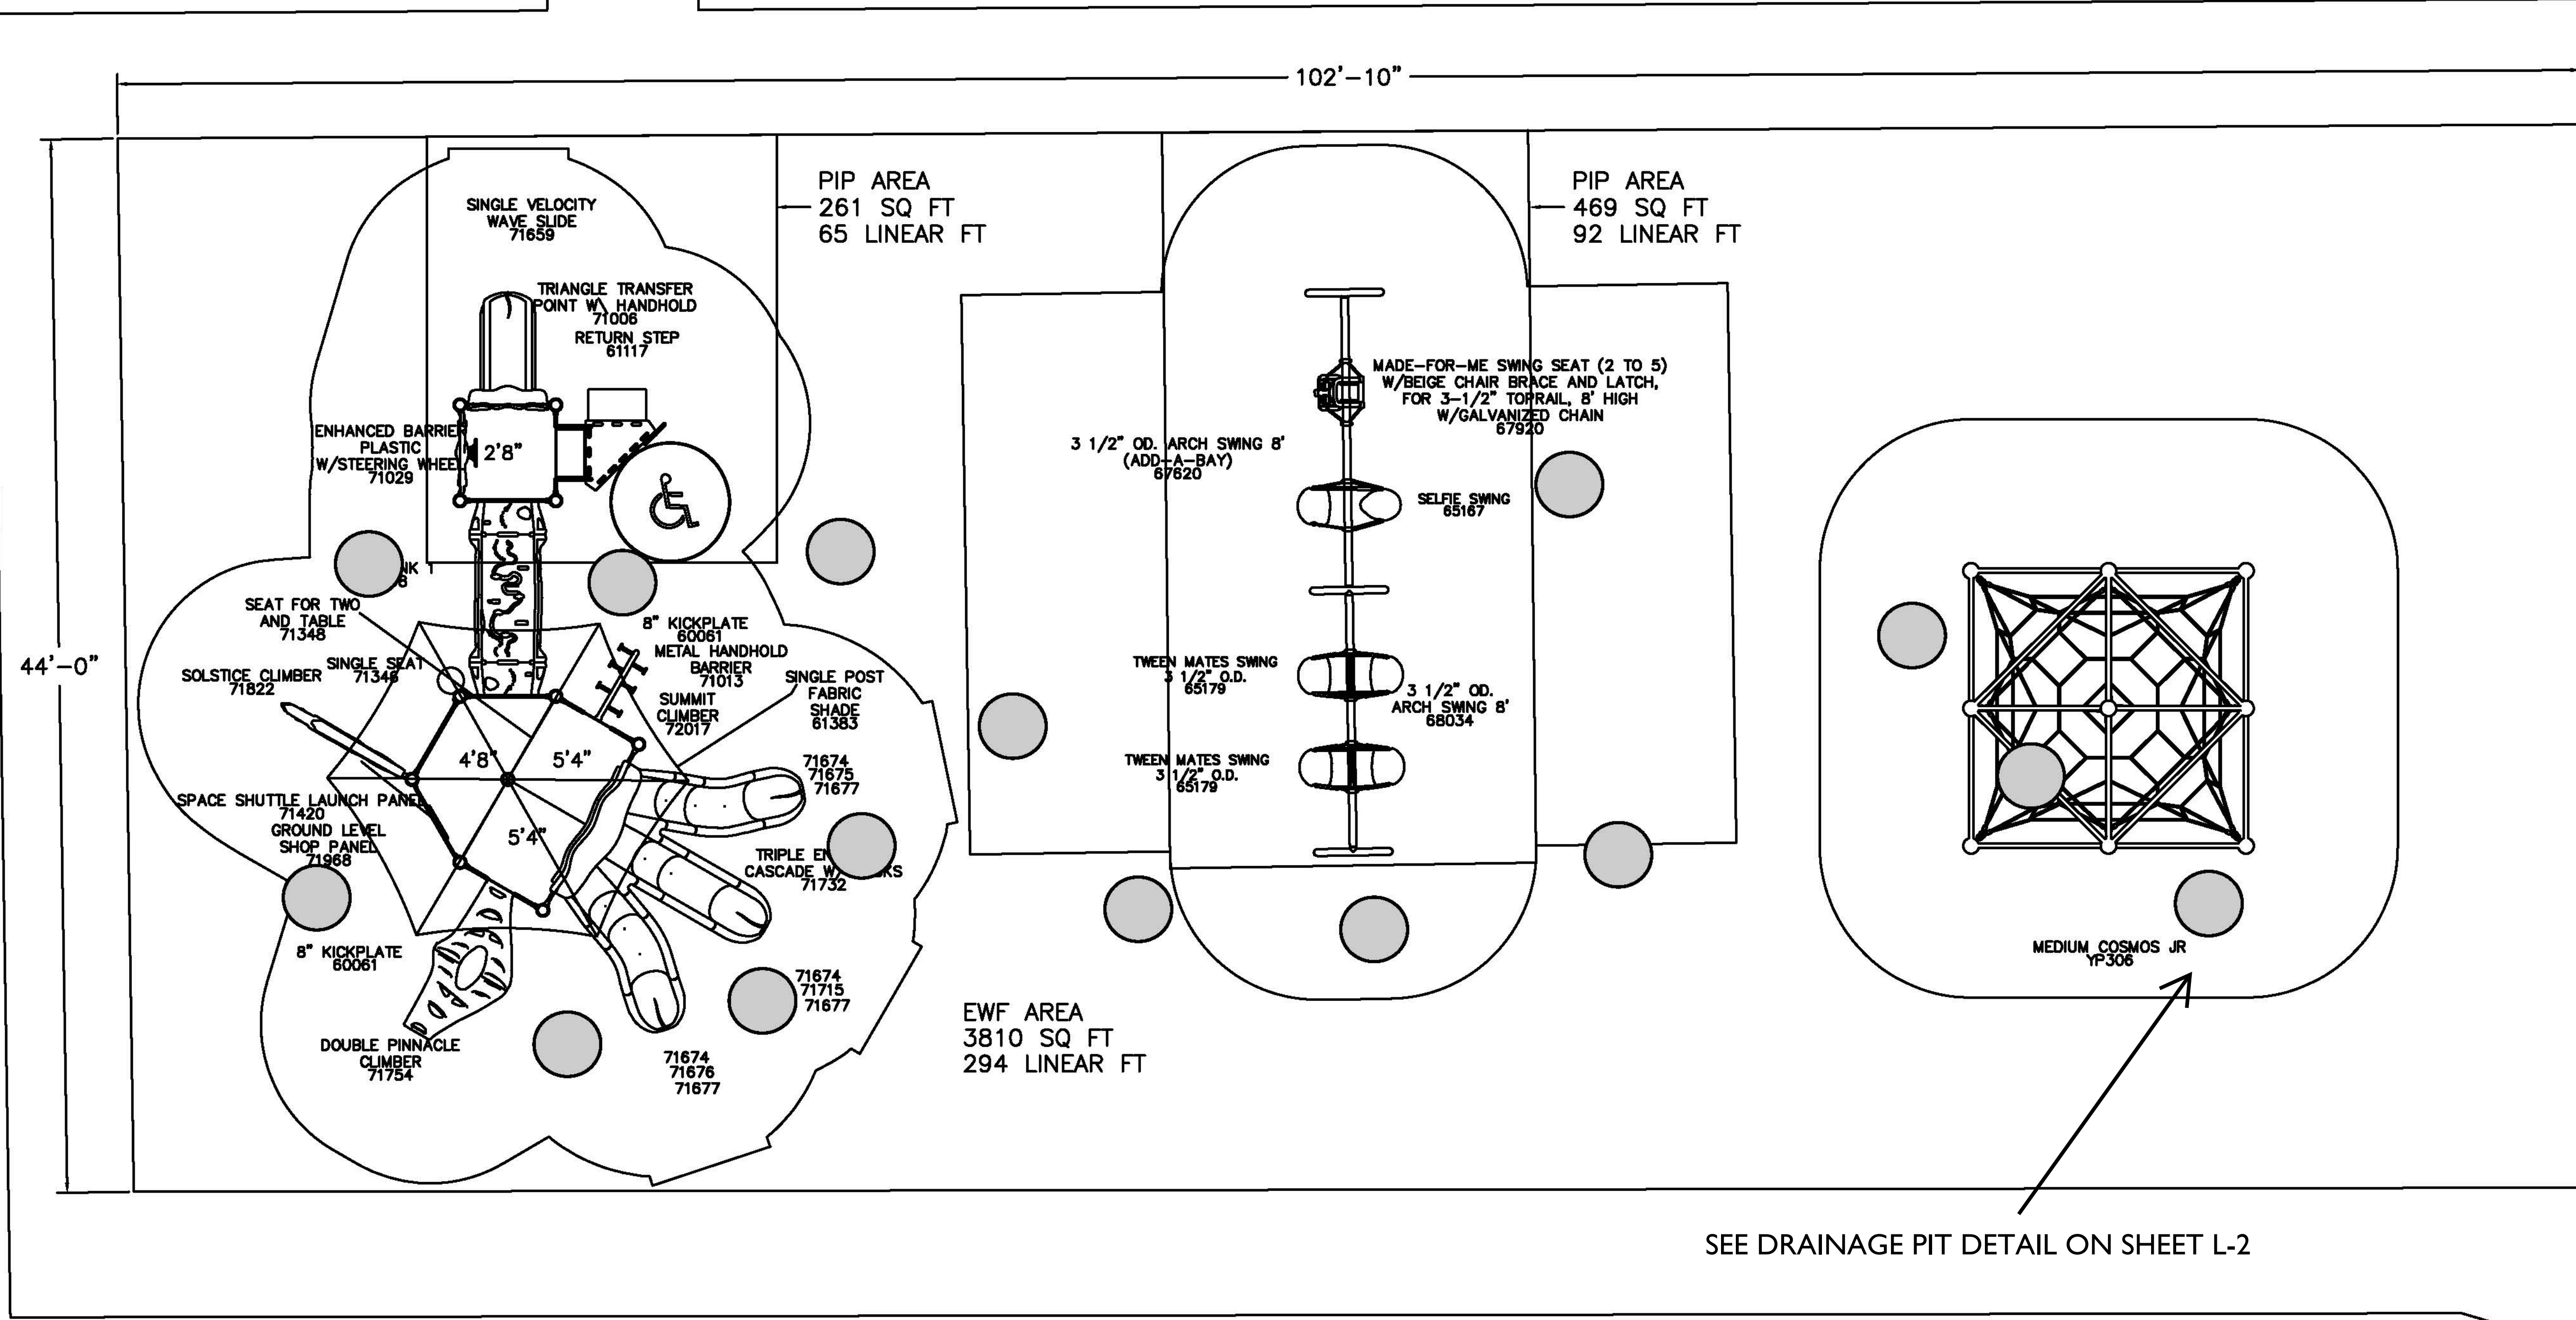 102'-10"
44'-0"
PIP AREA
261 SQ FT
65 LINEAR FT
PIP AREA
469 SQ FT
92 LINEAR FT
SINGLE VELOCITY
WAVE SLIDE
71659
TRIANGLE TRANSFER
POINT W\ HANDHOLD
71006
RETURN STEP
61117
ENHANCED BARRIER
PLASTIC
W/STEERING WHEEL
71029
2'8"
SEAT FOR TWO
AND TABLE
71348
SINGLE SEAT
71346
SOLSTICE CLIMBER
71822
8" KICKPLATE
60061
METAL HANDHOLD
BARRIER
71013
SUMMIT
CLIMBER
72017
SINGLE POST
FABRIC
SHADE
61383
4'8"
5'4"
5'4"
71674
71675
71677
SPACE SHUTTLE LAUNCH PANEL
71420
GROUND LEVEL
SHOP PANEL
71968
TRIPLE
CASCADE
71732
8" KICKPLATE
60061
DOUBLE PINNACLE
CLIMBER
71754
71674
71715
71677
71674
71676
71677
MADE-FOR-ME SWING SEAT (2 TO 5)
W/BEIGE CHAIR BRACE AND LATCH,
FOR 3-1/2" TOPRAIL, 8' HIGH
W/GALVANIZED CHAIN
67920
3 1/2" OD. ARCH SWING 8'
(ADD-A-BAY)
67620
SELFIE SWING
65167
TWEEN MATES SWING
3 1/2" O.D.
65179
3 1/2" OD.
ARCH SWING 8'
68034
TWEEN MATES SWING
3 1/2" O.D.
65179
EWF AREA
3810 SQ FT
294 LINEAR FT
MEDIUM COSMOS JR
YP306
SEE DRAINAGE PIT DETAIL ON SHEET L-2